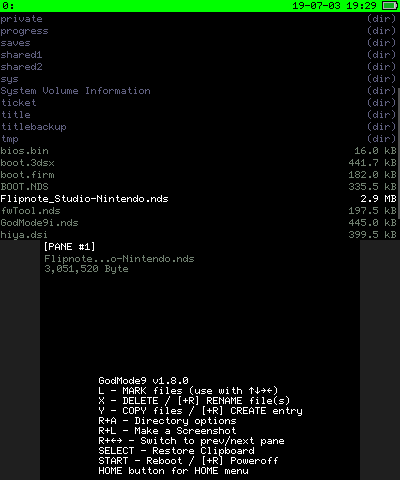 0: 19-07-03 19:29
private (dir)
progress (dir)
saves (dir)
shared1 (dir)
shared2 (dir)
sys (dir)
System Volume Information (dir)
ticket (dir)
title (dir)
titlebackup (dir)
tmp (dir)
bios.bin 16.0 kB
boot.3dsx 441.7 kB
boot.firm 182.0 kB
BOOT.NDS 335.5 kB
Flipnote_Studio-Nintendo.nds 2.9 MB
fwTool.nds 197.5 kB
GodMode9i.nds 445.0 kB
hiya.dsi 399.5 kB
[PANE #1]
Flipnote...o-Nintendo.nds
3,051,520 Byte
GodMode9 v1.8.0
L - MARK files (use with ↑↓→←)
X - DELETE / [+R] RENAME file(s)
Y - COPY files / [+R] CREATE entry
R+A - Directory options
R+L - Make a Screenshot
R+←→ - Switch to prev/next pane
SELECT - Restore Clipboard
START - Reboot / [+R] Poweroff
HOME button for HOME menu